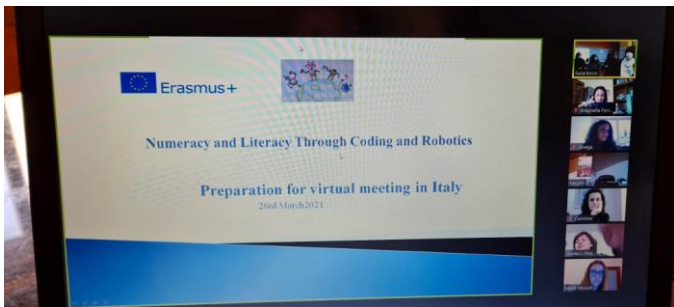 Erasmus+
Numeracy and Literacy Through Coding and Robotics
Preparation for virtual meeting in Italy
26rd March2021